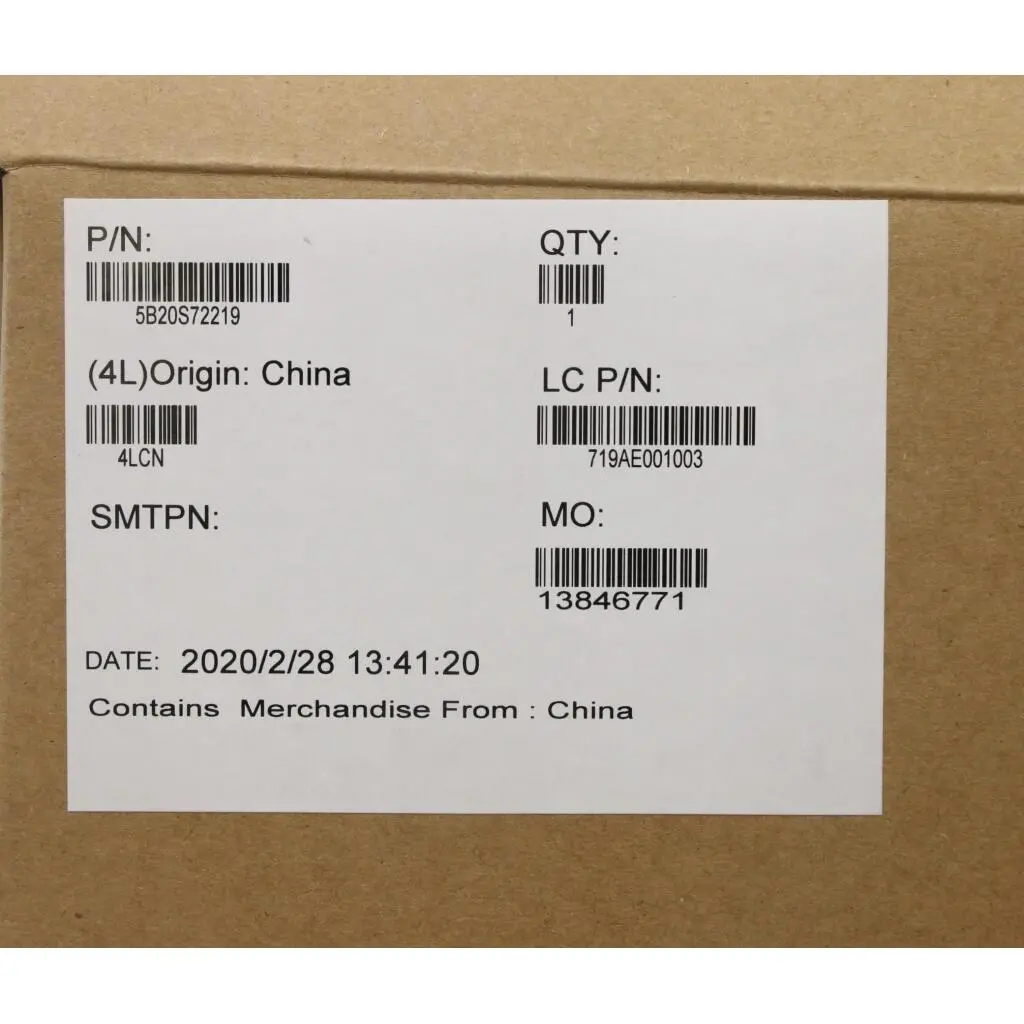 P/N:
5B20S72219
QTY:
1
(4L)Origin: China
4LCN
LC P/N:
719AE001003
SMTPN:
MO:
13846771
DATE: 2020/2/28 13:41:20
Contains Merchandise From : China